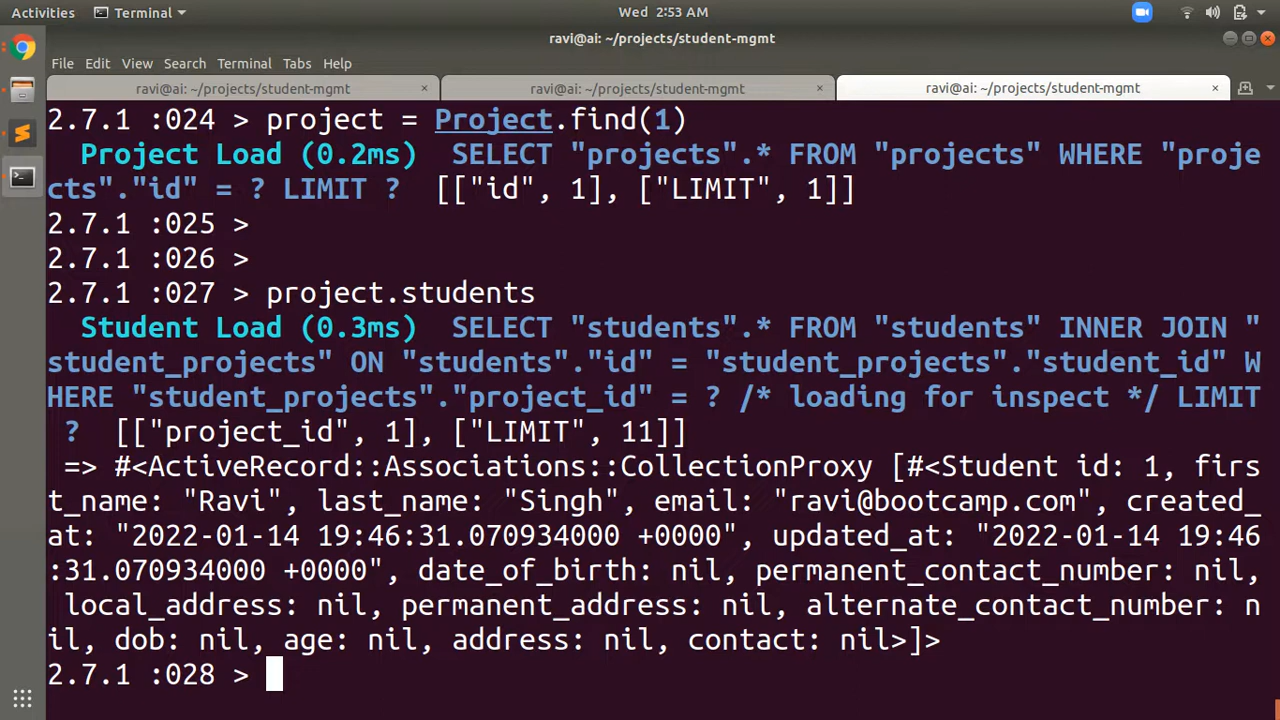 Activities Terminal Wed 2:53 AM
ravi@ai: ~/projects/student-mgmt
File Edit View Search Terminal Tabs Help
ravi@ai: ~/projects/student-mgmt × ravi@ai: ~/projects/student-mgmt × ravi@ai: ~/projects/student-mgmt ×
2.7.1 :024 > project = Project.find(1)
  Project Load (0.2ms)  SELECT "projects".* FROM "projects" WHERE "proje
cts"."id" = ? LIMIT ?  [["id", 1], ["LIMIT", 1]]
2.7.1 :025 >
2.7.1 :026 >
2.7.1 :027 > project.students
  Student Load (0.3ms)  SELECT "students".* FROM "students" INNER JOIN "
student_projects" ON "students"."id" = "student_projects"."student_id" W
HERE "student_projects"."project_id" = ? /* loading for inspect */ LIMIT
 ?  [["project_id", 1], ["LIMIT", 11]]
 => #<ActiveRecord::Associations::CollectionProxy [#<Student id: 1, firs
t_name: "Ravi", last_name: "Singh", email: "ravi@bootcamp.com", created_
at: "2022-01-14 19:46:31.070934000 +0000", updated_at: "2022-01-14 19:46
:31.070934000 +0000", date_of_birth: nil, permanent_contact_number: nil,
 local_address: nil, permanent_address: nil, alternate_contact_number: n
il, dob: nil, age: nil, address: nil, contact: nil>]>
2.7.1 :028 >